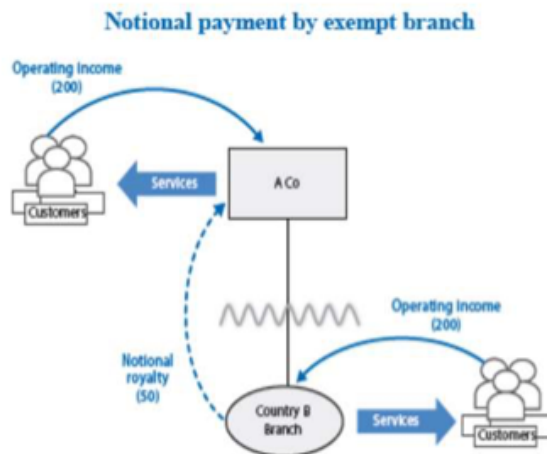 Notional payment by exempt branch
Operating income
(200)
Services
A Co
Customers
Operating income
(200)
Notional
royalty
(50)
Country B
Branch
Services
Customers